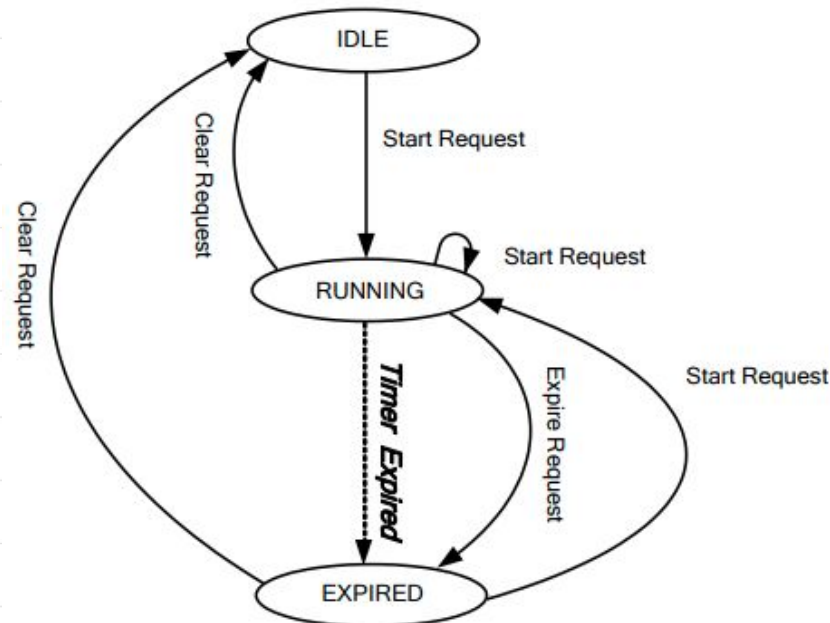 IDLE
Start Request
Clear Request
Clear Request
Start Request
RUNNING
Timer Expired
Expire Request
Start Request
EXPIRED